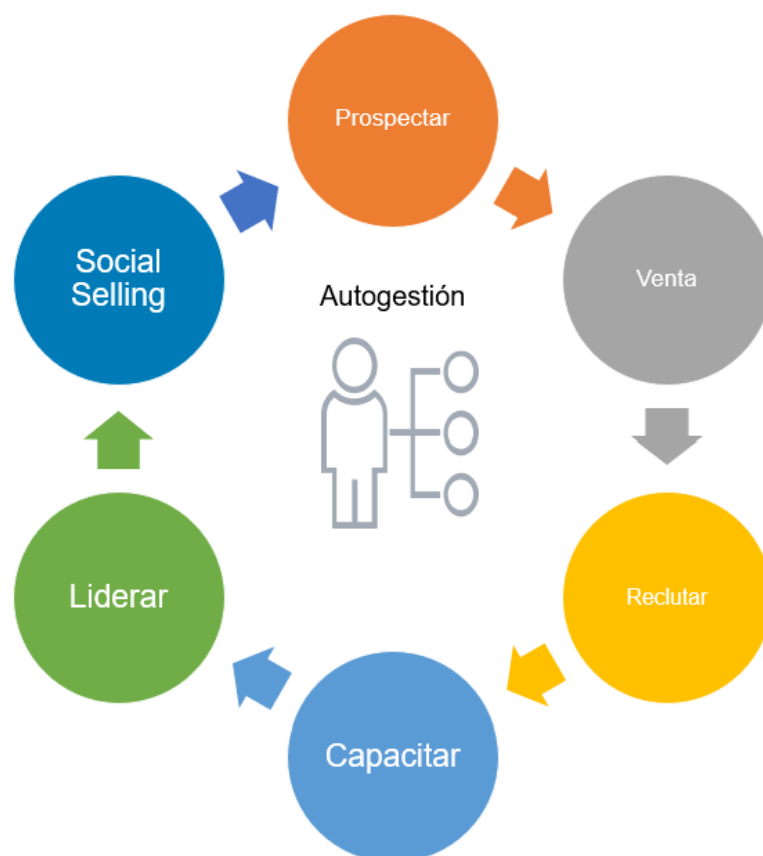 Prospectar
Venta
Reclutar
Capacitar
Liderar
Social
Selling
Autogestión